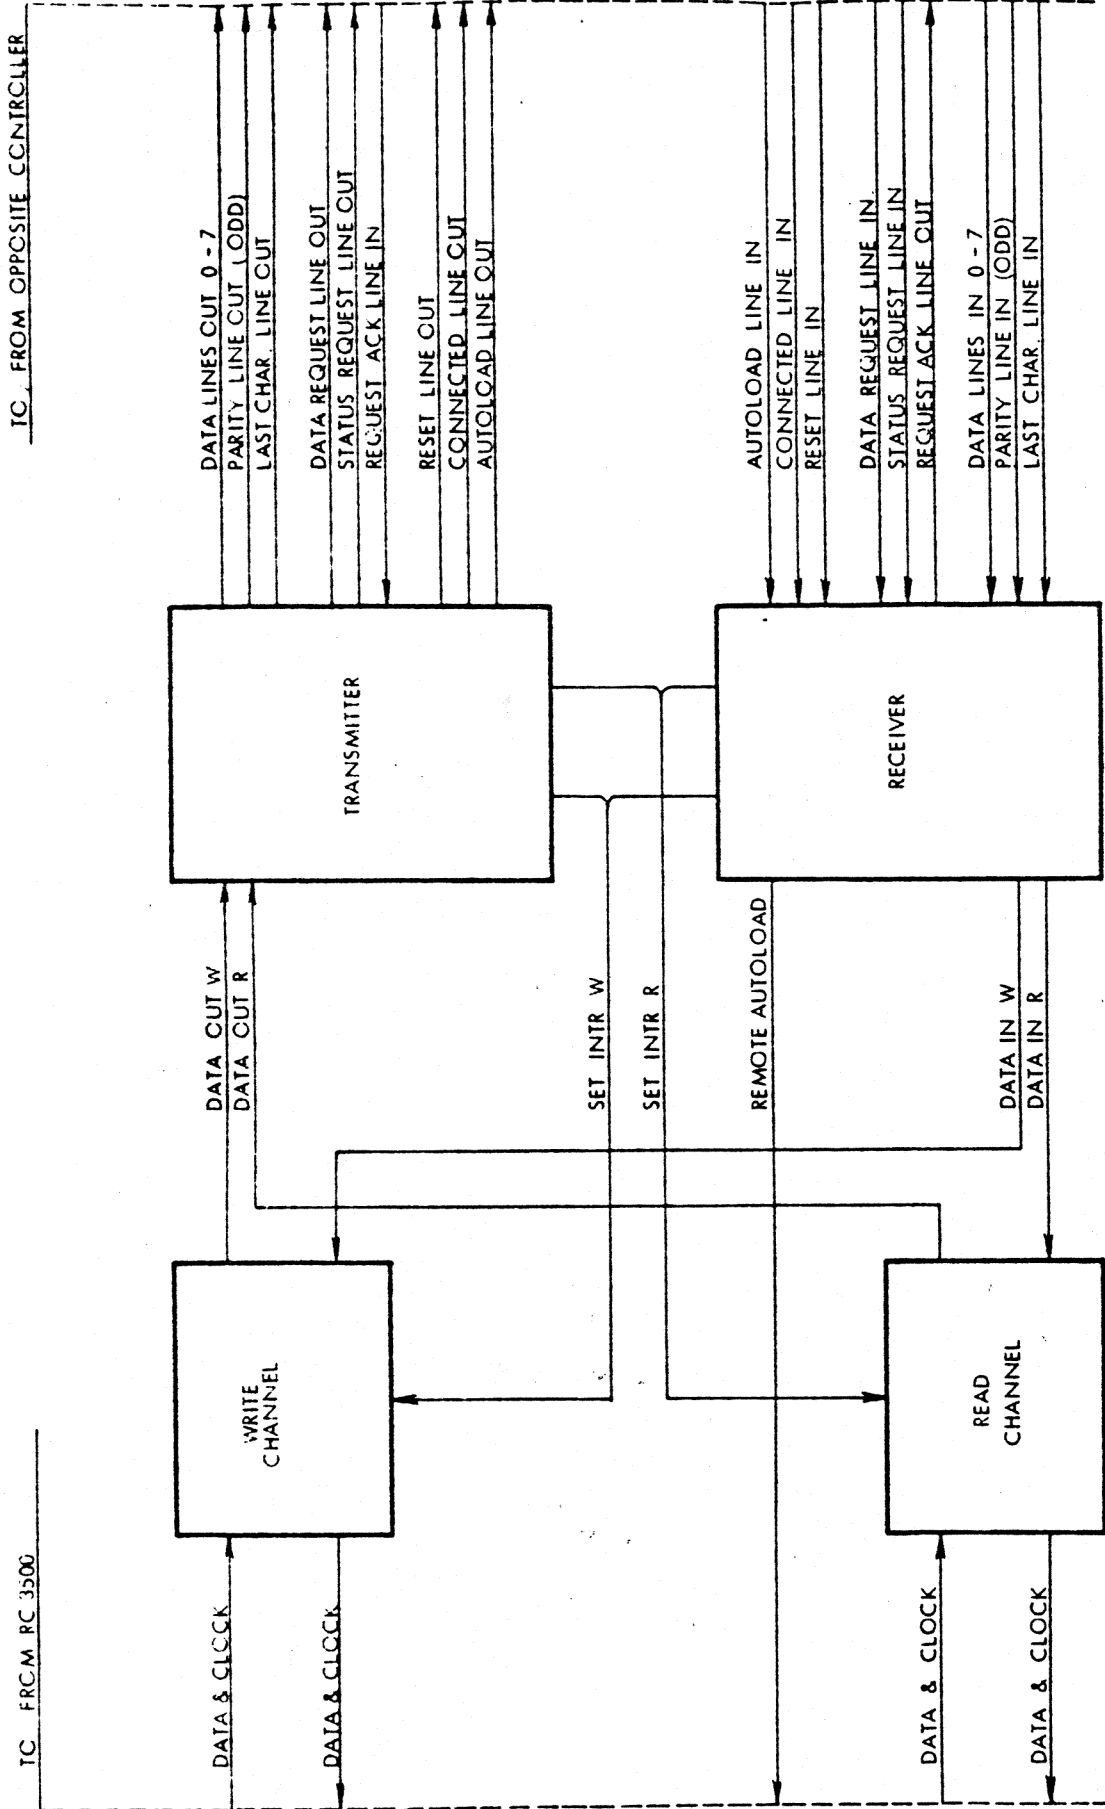 TO, FROM OPPOSITE CONTROLLER
DATA LINES OUT 0 - 7
PARITY LINE OUT (ODD)
LAST CHAR. LINE OUT
DATA REQUEST LINE OUT
STATUS REQUEST LINE OUT
REQUEST ACK LINE IN
RESET LINE OUT
CONNECTED LINE OUT
AUTOLOAD LINE OUT
AUTOLOAD LINE IN
CONNECTED LINE IN
RESET LINE IN
DATA REQUEST LINE IN
STATUS REQUEST LINE IN
REQUEST ACK LINE OUT
DATA LINES IN 0 - 7
PARITY LINE IN (ODD)
LAST CHAR. LINE IN
TRANSMITTER
RECEIVER
DATA OUT W
DATA OUT R
SET INTR W
SET INTR R
REMOTE AUTOLOAD
DATA IN W
DATA IN R
WRITE
CHANNEL
READ
CHANNEL
TO FROM RC 3500
DATA & CLOCK
DATA & CLOCK
DATA & CLOCK
DATA & CLOCK